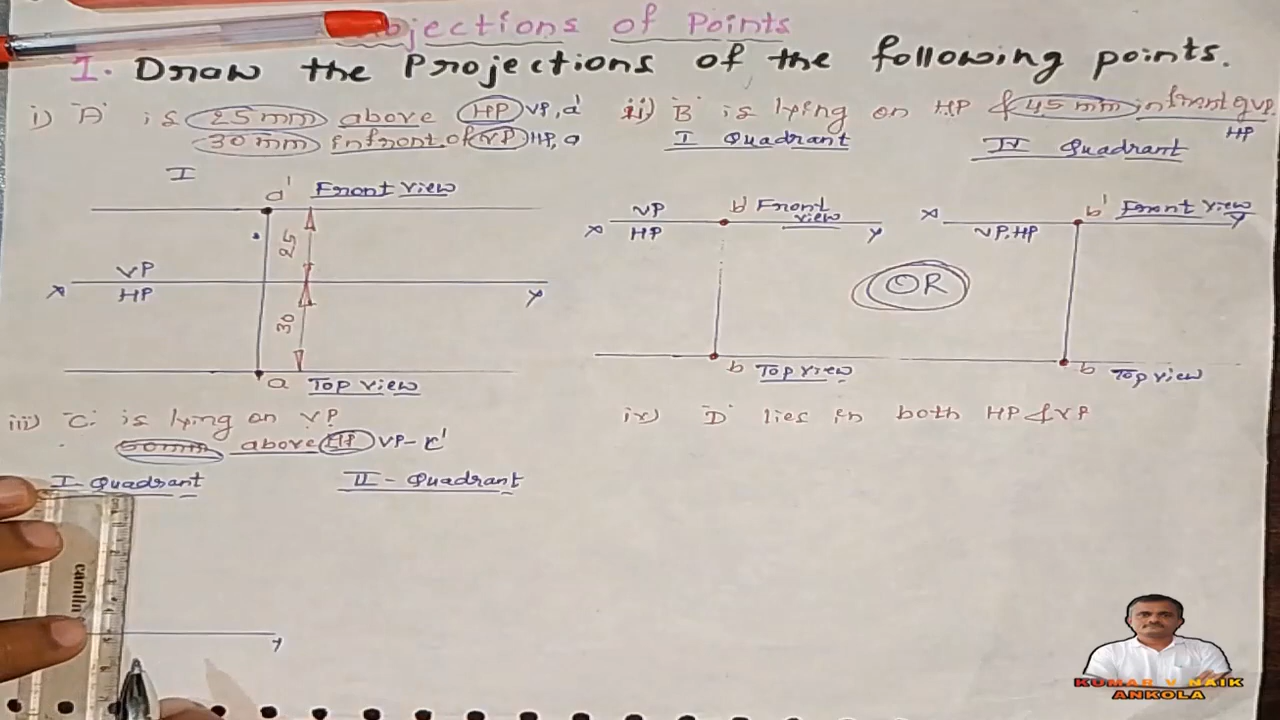 ojections of Points
I. Draw the Projections of the following points.
i) 'A' is 25 mm above HP VP, a'
30 mm infront of VP HP, a
ii) 'B' is lying on HP & 45 mm infront of VP.
HP
I Quadrant
IV Quadrant
I
a' Front View
25
VP
X HP Y
30
a Top view
VP b' Front view
X HP Y
b Top view
OR
X b' Front View Y
VP, HP
b Top view
iii) 'C' is lying on VP
50mm above HP VP - c'
I - Quadrant
II - Quadrant
iv) 'D' lies in both HP & VP
camlin
Y
KUMAR V NAIK
ANKOLA